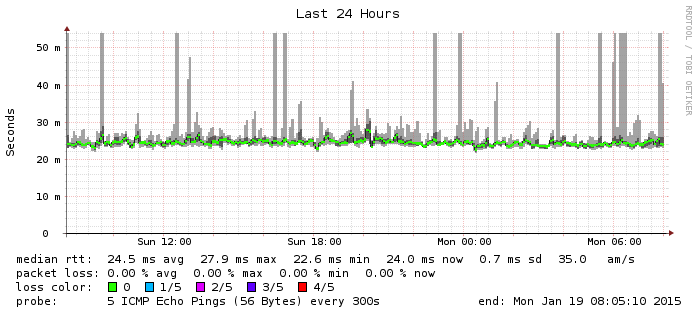 Last 24 Hours
RRDTOOL / TOBI OETIKER
Seconds
50 m
40 m
30 m
20 m
10 m
0
Sun 12:00 Sun 18:00 Mon 00:00 Mon 06:00
median rtt: 24.5 ms avg 27.9 ms max 22.6 ms min 24.0 ms now 0.7 ms sd 35.0 am/s
packet loss: 0.00 % avg 0.00 % max 0.00 % min 0.00 % now
loss color: 0 1/5 2/5 3/5 4/5
probe: 5 ICMP Echo Pings (56 Bytes) every 300s end: Mon Jan 19 08:05:10 2015